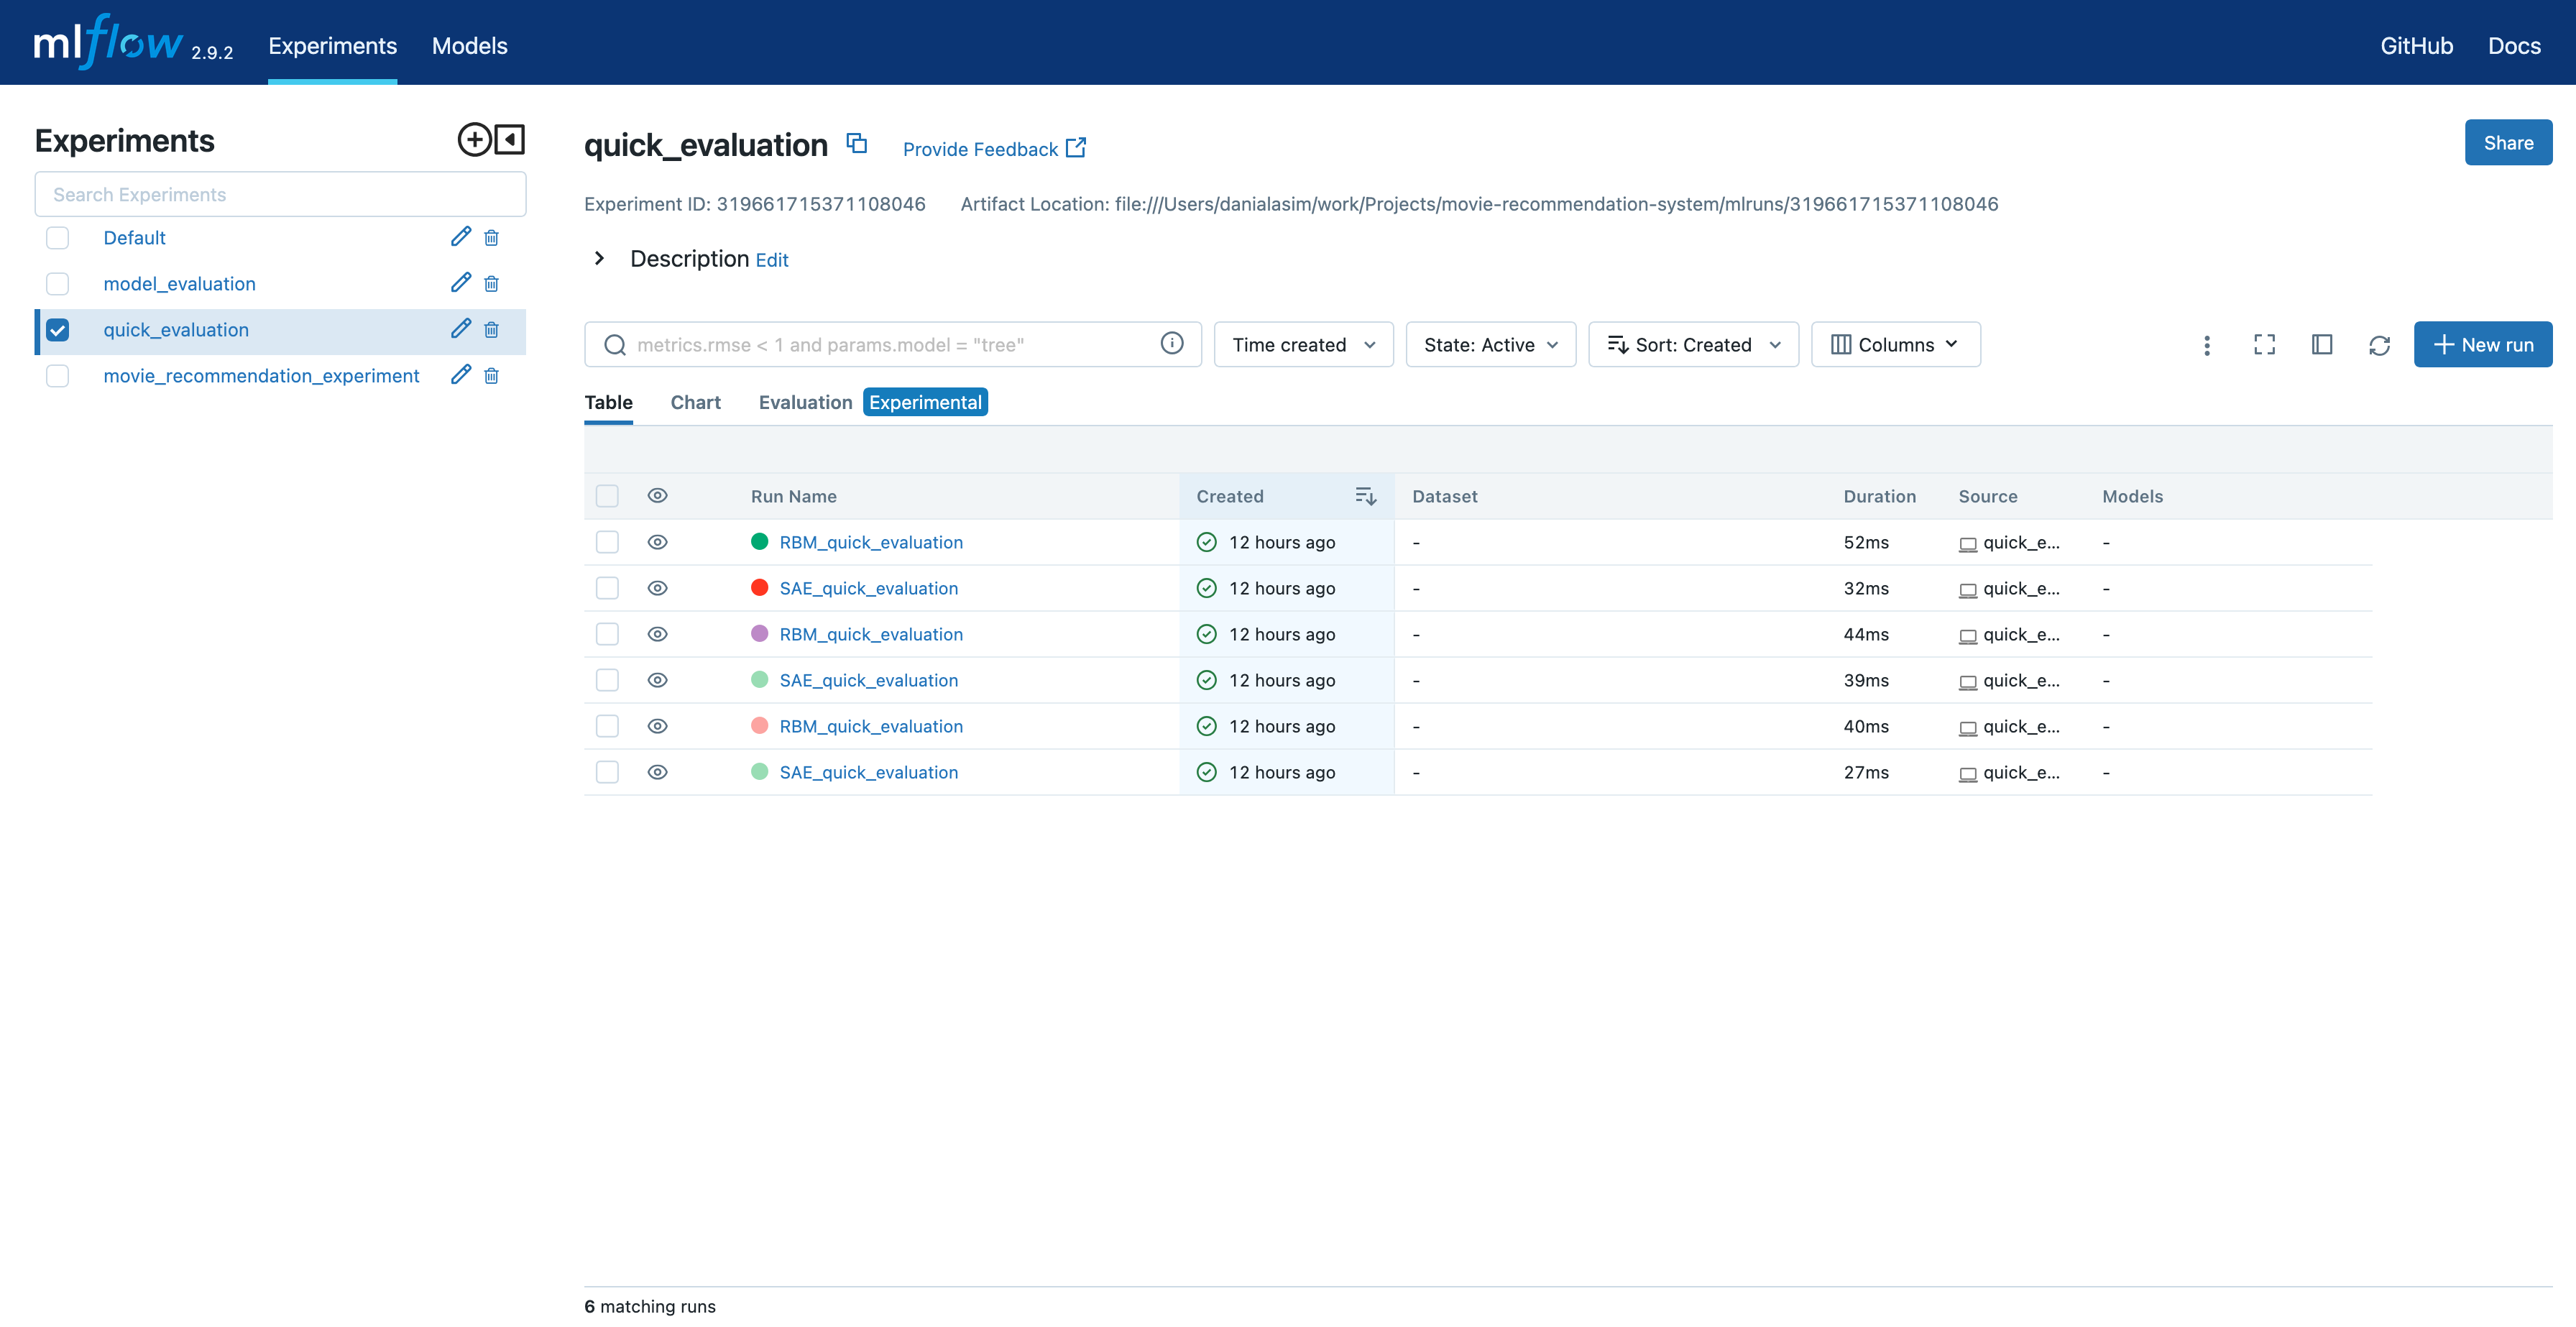 mlflow 2.9.2 Experiments Models GitHub Docs
Experiments
Search Experiments
Default
model_evaluation
quick_evaluation
movie_recommendation_experiment
quick_evaluation Provide Feedback Share
Experiment ID: 319661715371108046 Artifact Location: file:///Users/danialasim/work/Projects/movie-recommendation-system/mlruns/319661715371108046
Description Edit
metrics.rmse < 1 and params.model = "tree" Time created State: Active Sort: Created Columns New run
Table Chart Evaluation Experimental
Run Name Created Dataset Duration Source Models
RBM_quick_evaluation 12 hours ago - 52ms quick_e... -
SAE_quick_evaluation 12 hours ago - 32ms quick_e... -
RBM_quick_evaluation 12 hours ago - 44ms quick_e... -
SAE_quick_evaluation 12 hours ago - 39ms quick_e... -
RBM_quick_evaluation 12 hours ago - 40ms quick_e... -
SAE_quick_evaluation 12 hours ago - 27ms quick_e... -
6 matching runs